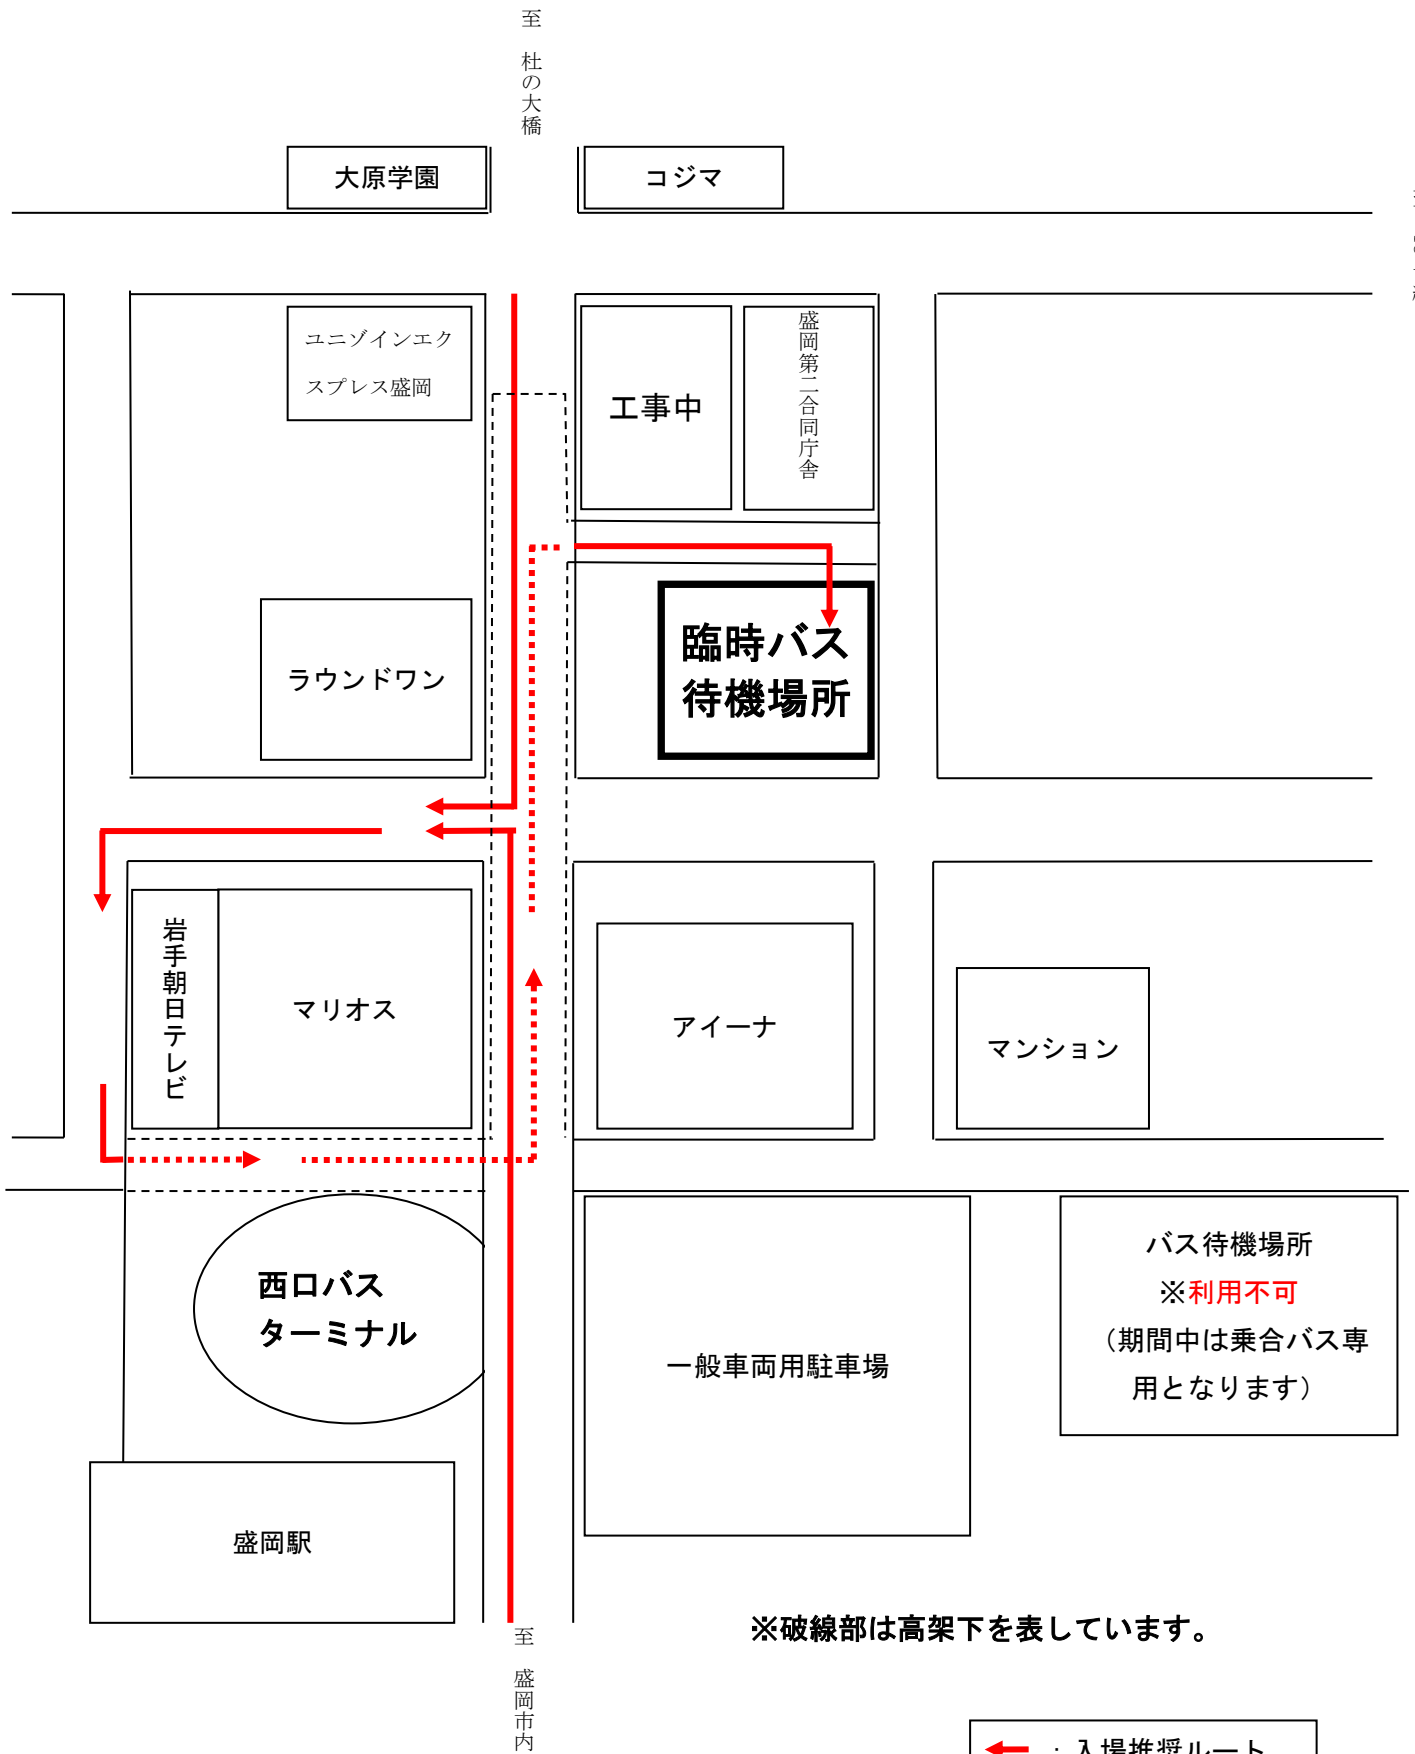 至　杜の大橋
大原学園
コジマ
ユニゾインエク
スプレス盛岡
工事中
盛岡第二合同庁舎
臨時バス
待機場所
ラウンドワン
岩手朝日テレビ
マリオス
アイーナ
マンション
西口バス
ターミナル
一般車両用駐車場
バス待機場所
※利用不可
（期間中は乗合バス専
用となります）
盛岡駅
※破線部は高架下を表しています。
至　盛岡市内
：入場推奨ルート